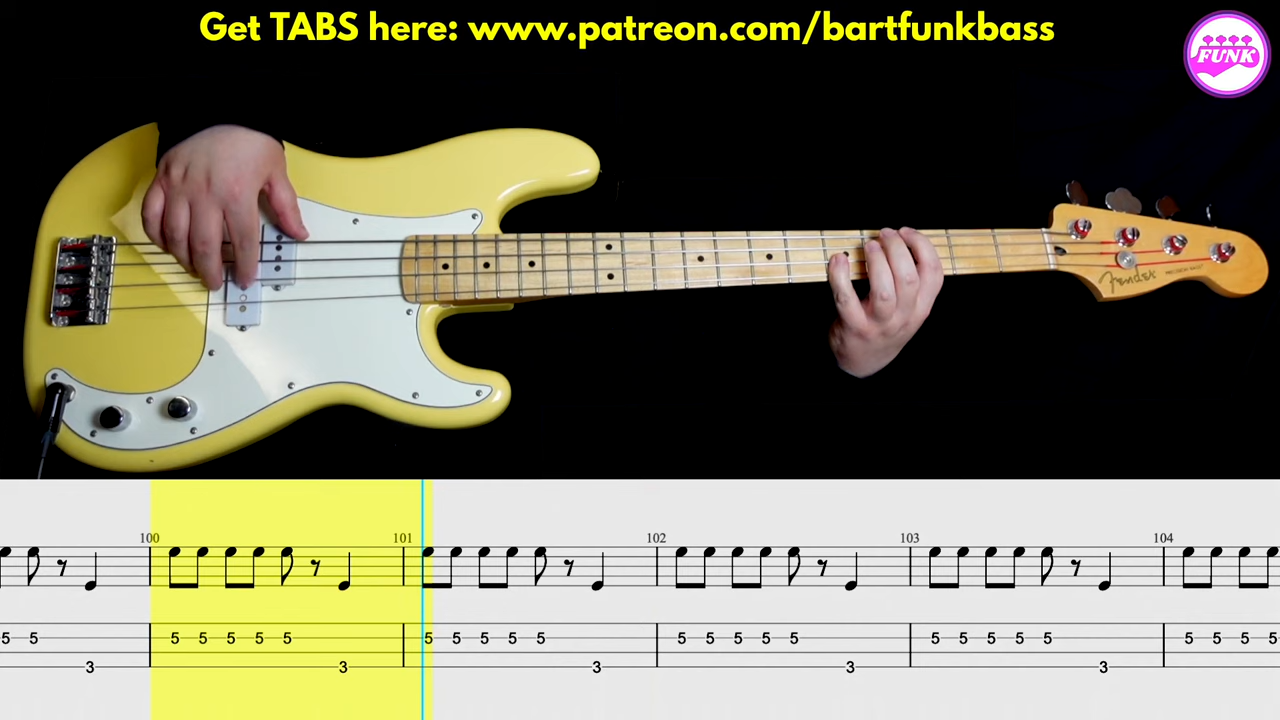 Get TABS here: www.patreon.com/bartfunkbass
FUNK
Fender
PRECISION BASS
100 101 102 103 104
5 5 5 5 5 5 5 5 5 5 5 5 5 5 5 5 5 5 5 5 5 5 5 5 5
3 3 3 3 3